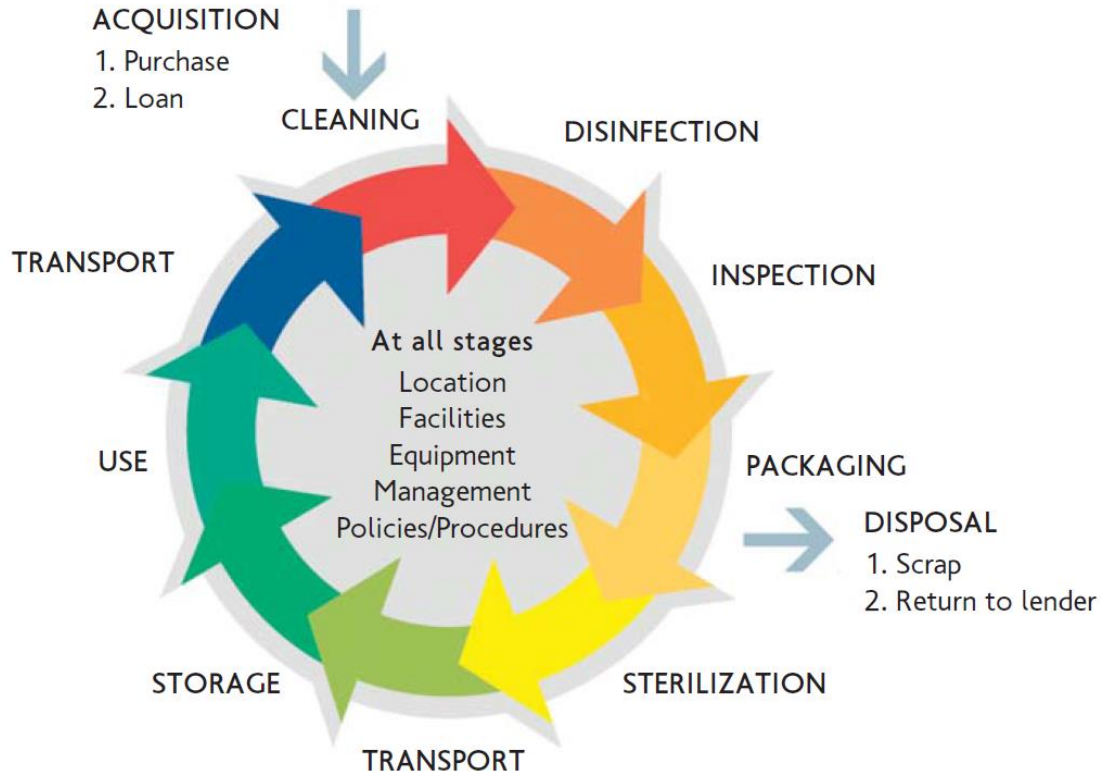 ACQUISITION
1. Purchase
2. Loan
CLEANING
DISINFECTION
INSPECTION
PACKAGING
DISPOSAL
1. Scrap
2. Return to lender
STERILIZATION
TRANSPORT
STORAGE
USE
TRANSPORT
At all stages
Location
Facilities
Equipment
Management
Policies/Procedures